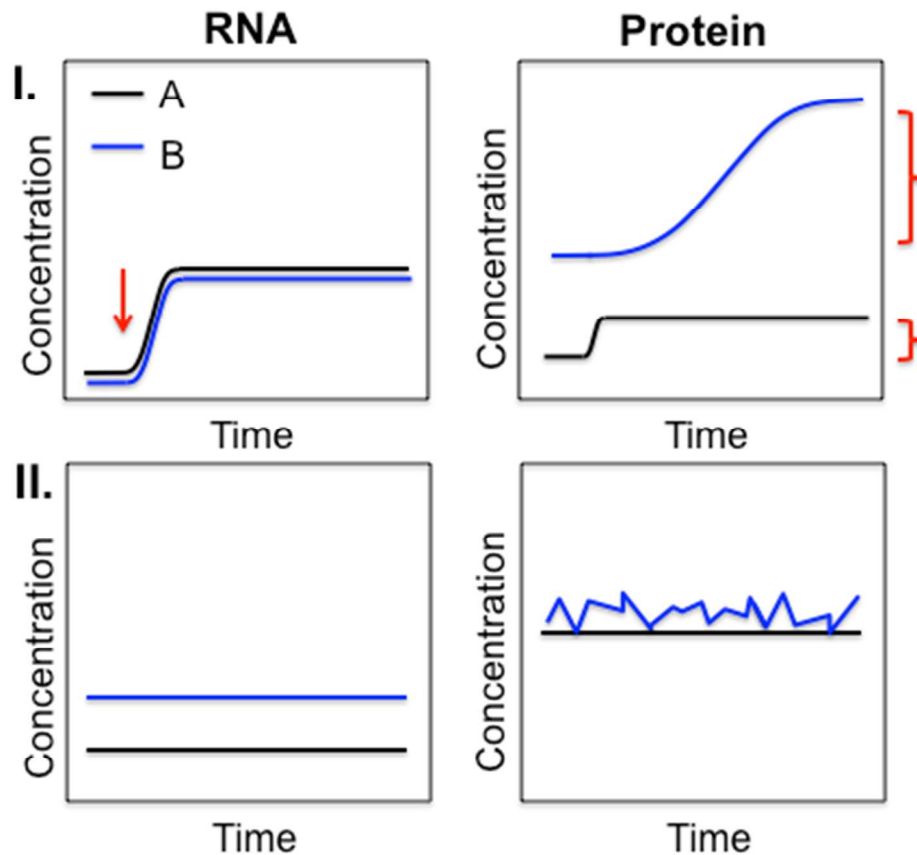 RNA
Protein
I.
A
B
Concentration
Time
Concentration
Time
II.
Concentration
Time
Concentration
Time